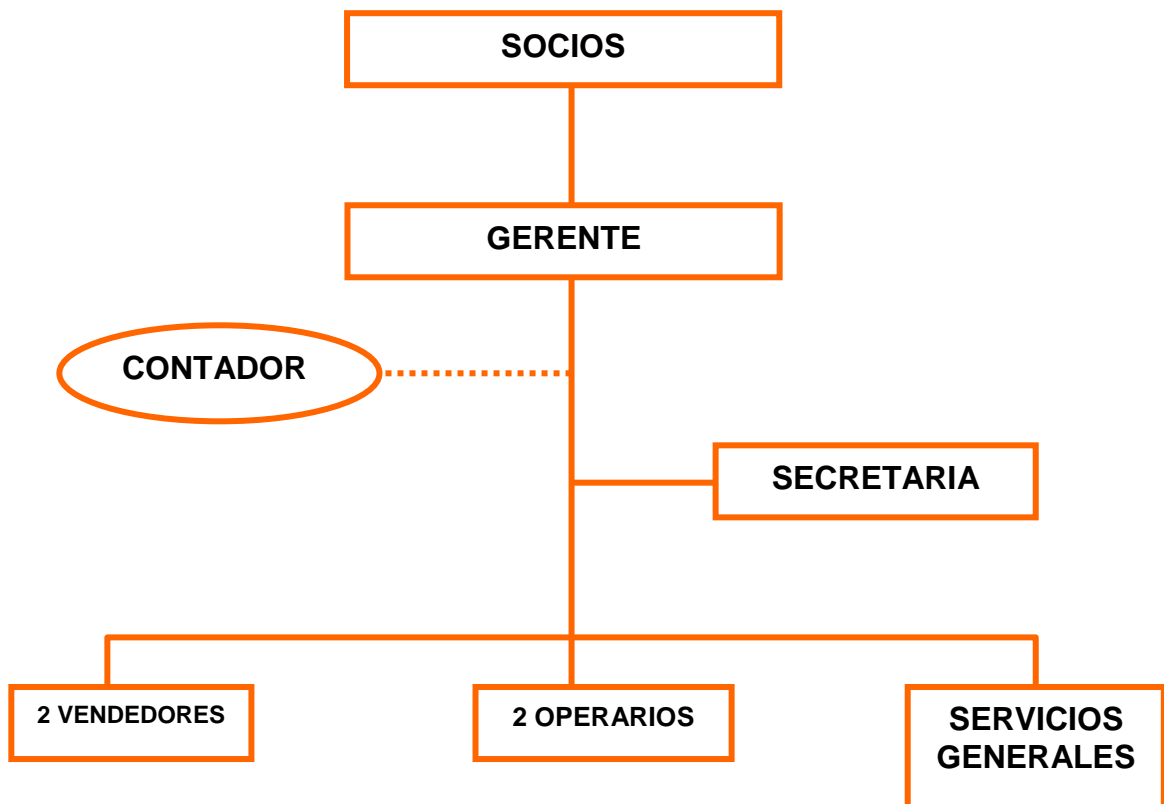 SOCIOS
GERENTE
CONTADOR
SECRETARIA
2 VENDEDORES
2 OPERARIOS
SERVICIOS
GENERALES